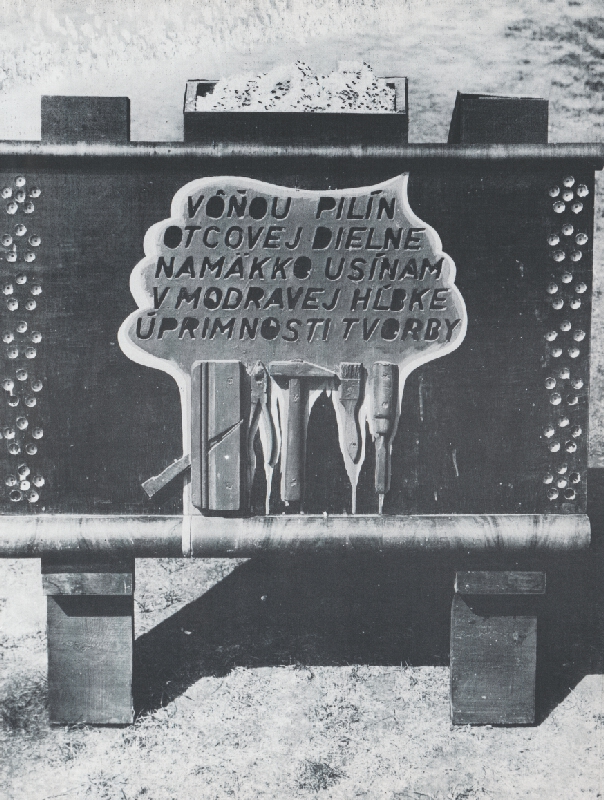 VÔŇOU PILÍN
OTCOVEJ DIELNE
NAMÄKKO USÍNAM
V MODRAVEJ HĹBKE
ÚPRIMNOSTI TVORBY